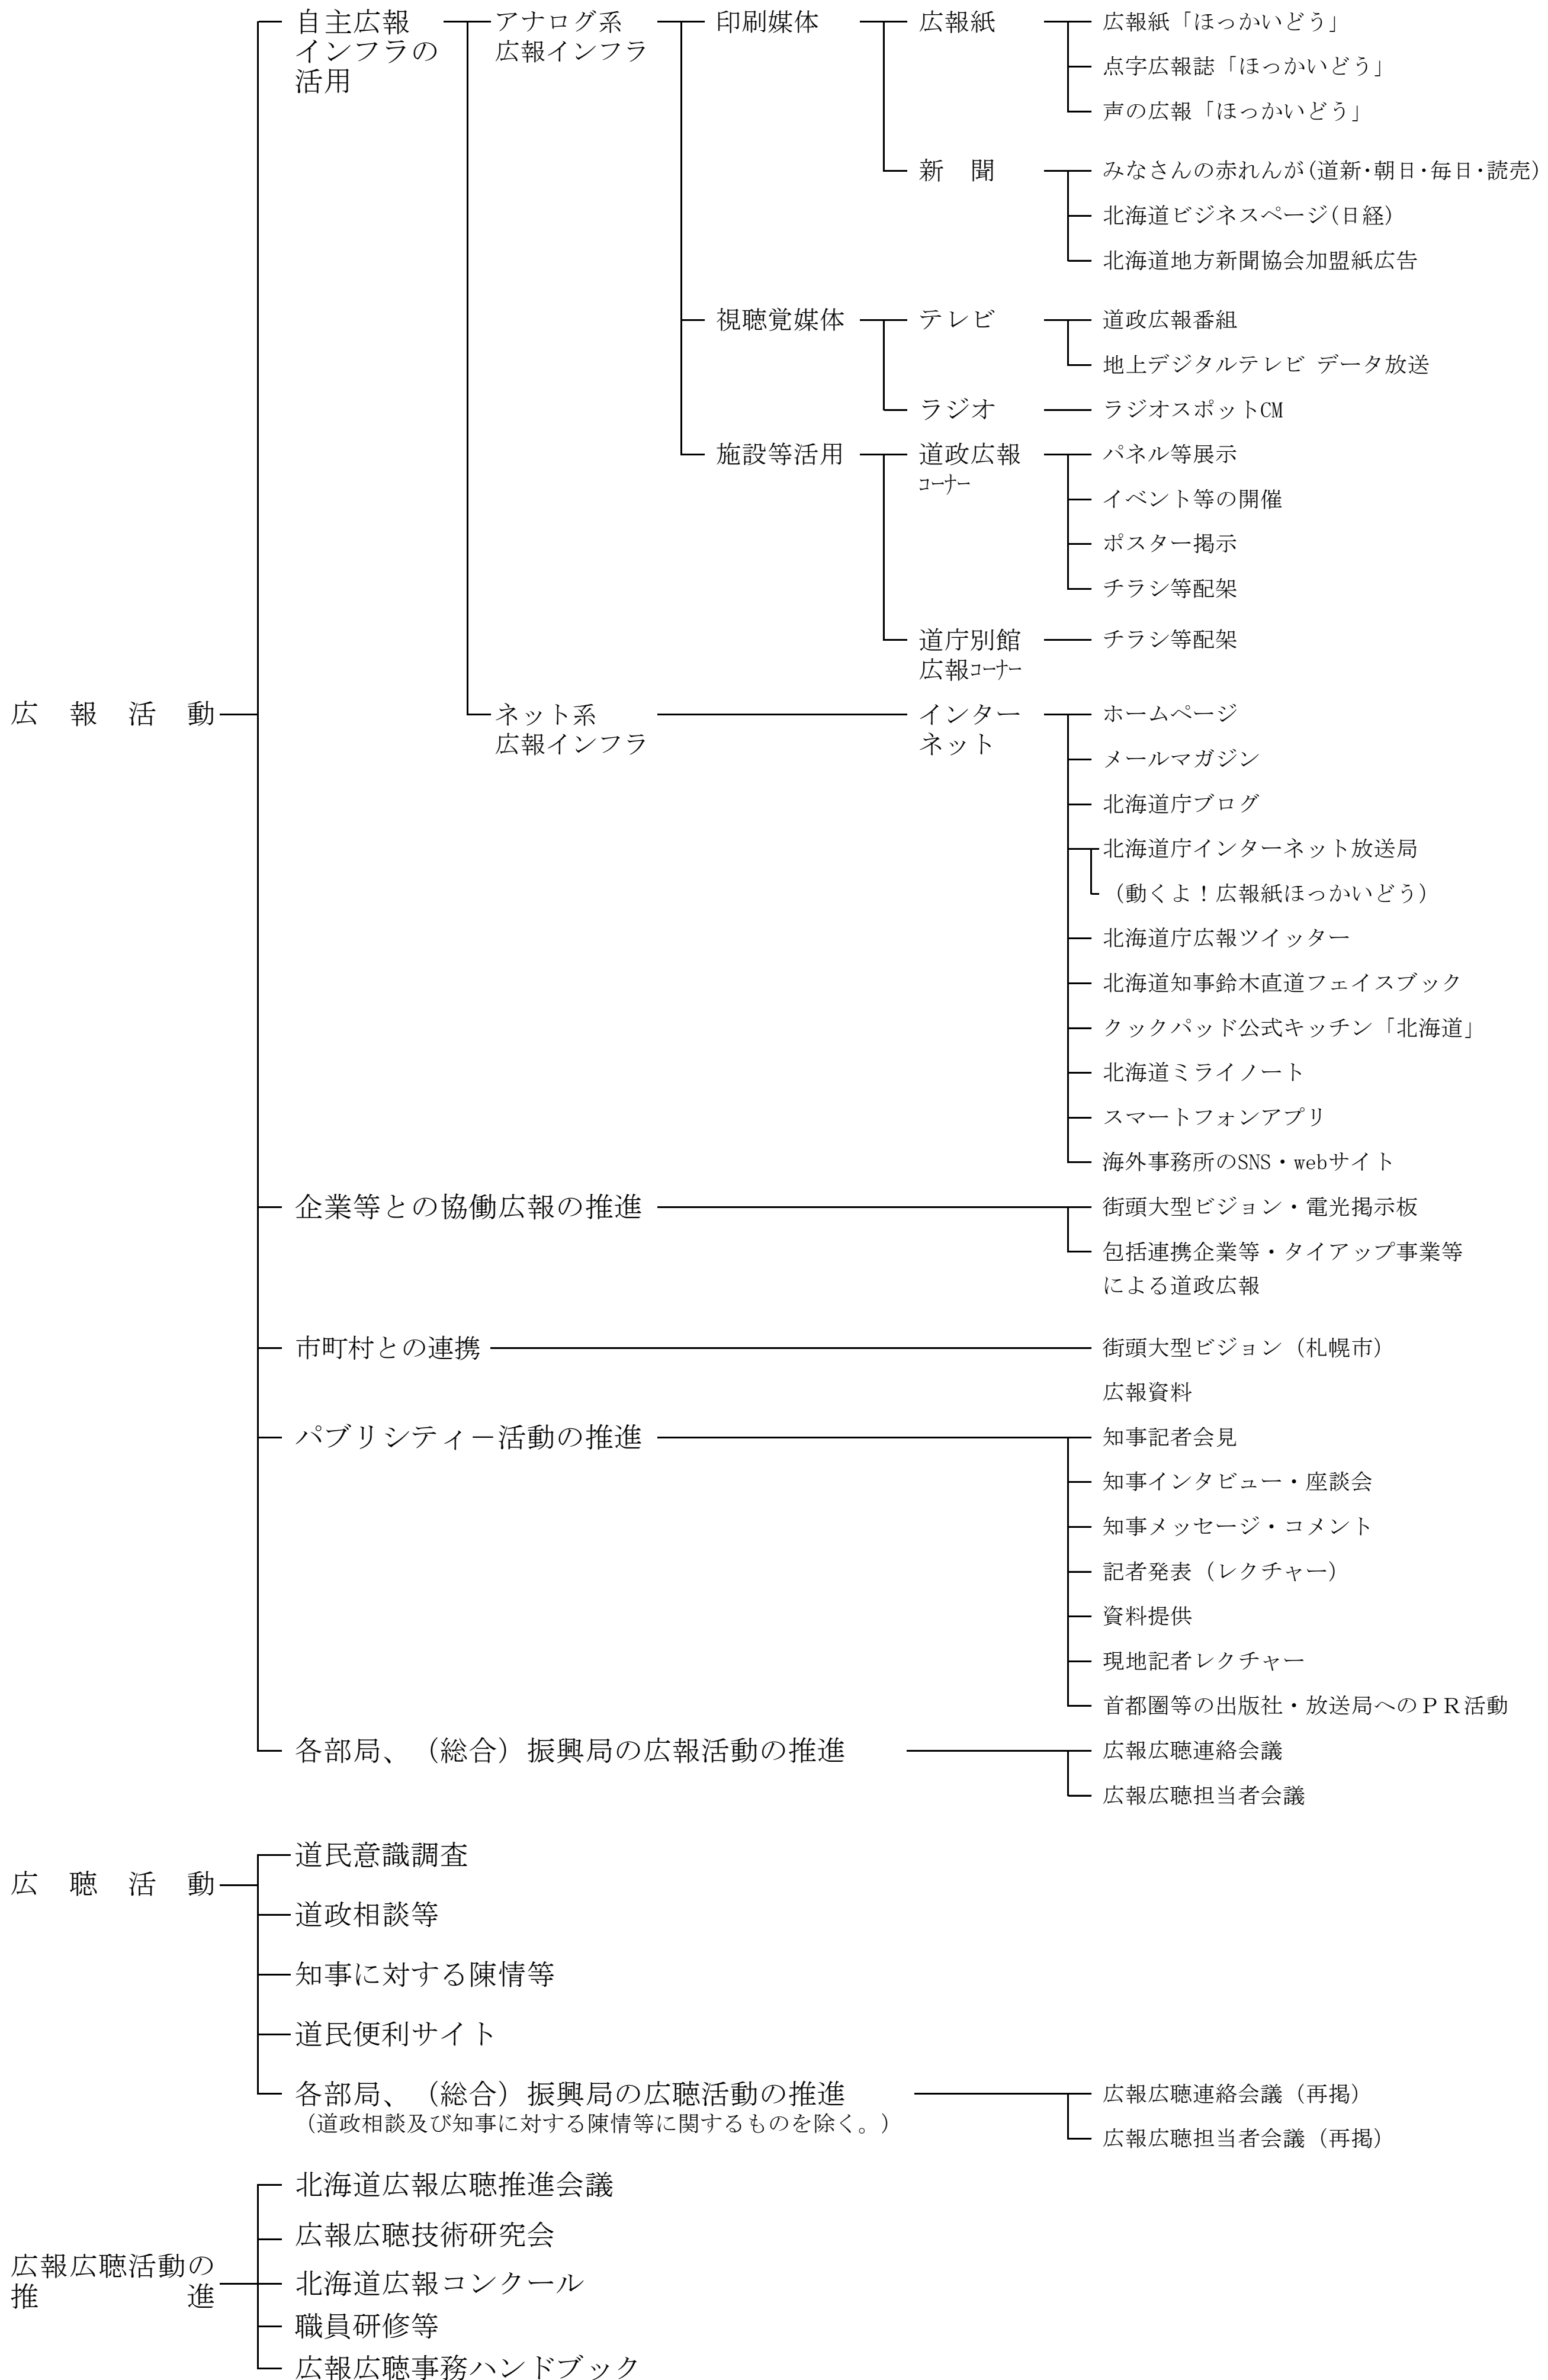 自主広報
インフラの
活用
アナログ系
広報インフラ
印刷媒体
広報紙
広報紙「ほっかいどう」
点字広報誌「ほっかいどう」
声の広報「ほっかいどう」
新　聞
みなさんの赤れんが(道新･朝日･毎日･読売)
北海道ビジネスページ(日経)
北海道地方新聞協会加盟紙広告
視聴覚媒体
テレビ
道政広報番組
地上デジタルテレビ データ放送
ラジオ
ラジオスポットCM
施設等活用
道政広報
ｺｰﾅｰ
パネル等展示
イベント等の開催
ポスター掲示
チラシ等配架
道庁別館
広報ｺｰﾅｰ
チラシ等配架
広　報　活　動
ネット系
広報インフラ
インター
ネット
ホームページ
メールマガジン
北海道庁ブログ
北海道庁インターネット放送局
（動くよ！広報紙ほっかいどう）
北海道庁広報ツイッター
北海道知事鈴木直道フェイスブック
クックパッド公式キッチン「北海道」
北海道ミライノート
スマートフォンアプリ
海外事務所のSNS・webサイト
企業等との協働広報の推進
街頭大型ビジョン・電光掲示板
包括連携企業等・タイアップ事業等
による道政広報
市町村との連携
街頭大型ビジョン（札幌市）
広報資料
パブリシティ－活動の推進
知事記者会見
知事インタビュー・座談会
知事メッセージ・コメント
記者発表（レクチャー）
資料提供
現地記者レクチャー
首都圏等の出版社・放送局へのＰＲ活動
各部局、（総合）振興局の広報活動の推進
広報広聴連絡会議
広報広聴担当者会議
広　聴　活　動
道民意識調査
道政相談等
知事に対する陳情等
道民便利サイト
各部局、（総合）振興局の広聴活動の推進
（道政相談及び知事に対する陳情等に関するものを除く。）
広報広聴連絡会議（再掲）
広報広聴担当者会議（再掲）
広報広聴活動の
推　　　　　進
北海道広報広聴推進会議
広報広聴技術研究会
北海道広報コンクール
職員研修等
広報広聴事務ハンドブック